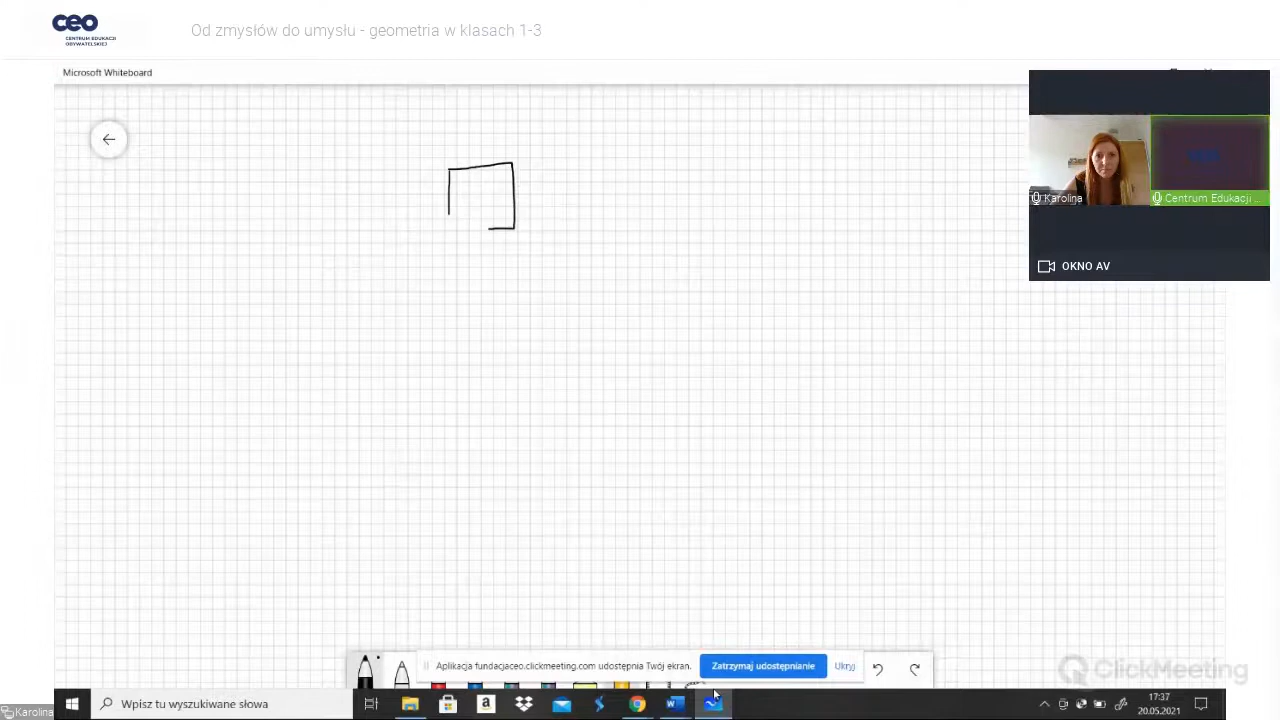 ceo
CENTRUM EDUKACJI
OBYWATELSKIEJ
Od zmysłów do umysłu - geometria w klasach 1-3
Microsoft Whiteboard
Karolina
Centrum Edukacji ...
OKNO AV
Aplikacja fundacjaceo.clickmeeting.com udostępnia Twój ekran.
Zatrzymaj udostępnianie
Ukryj
ClickMeeting
Karolina
Wpisz tu wyszukiwane słowa
17:37
20.05.2021